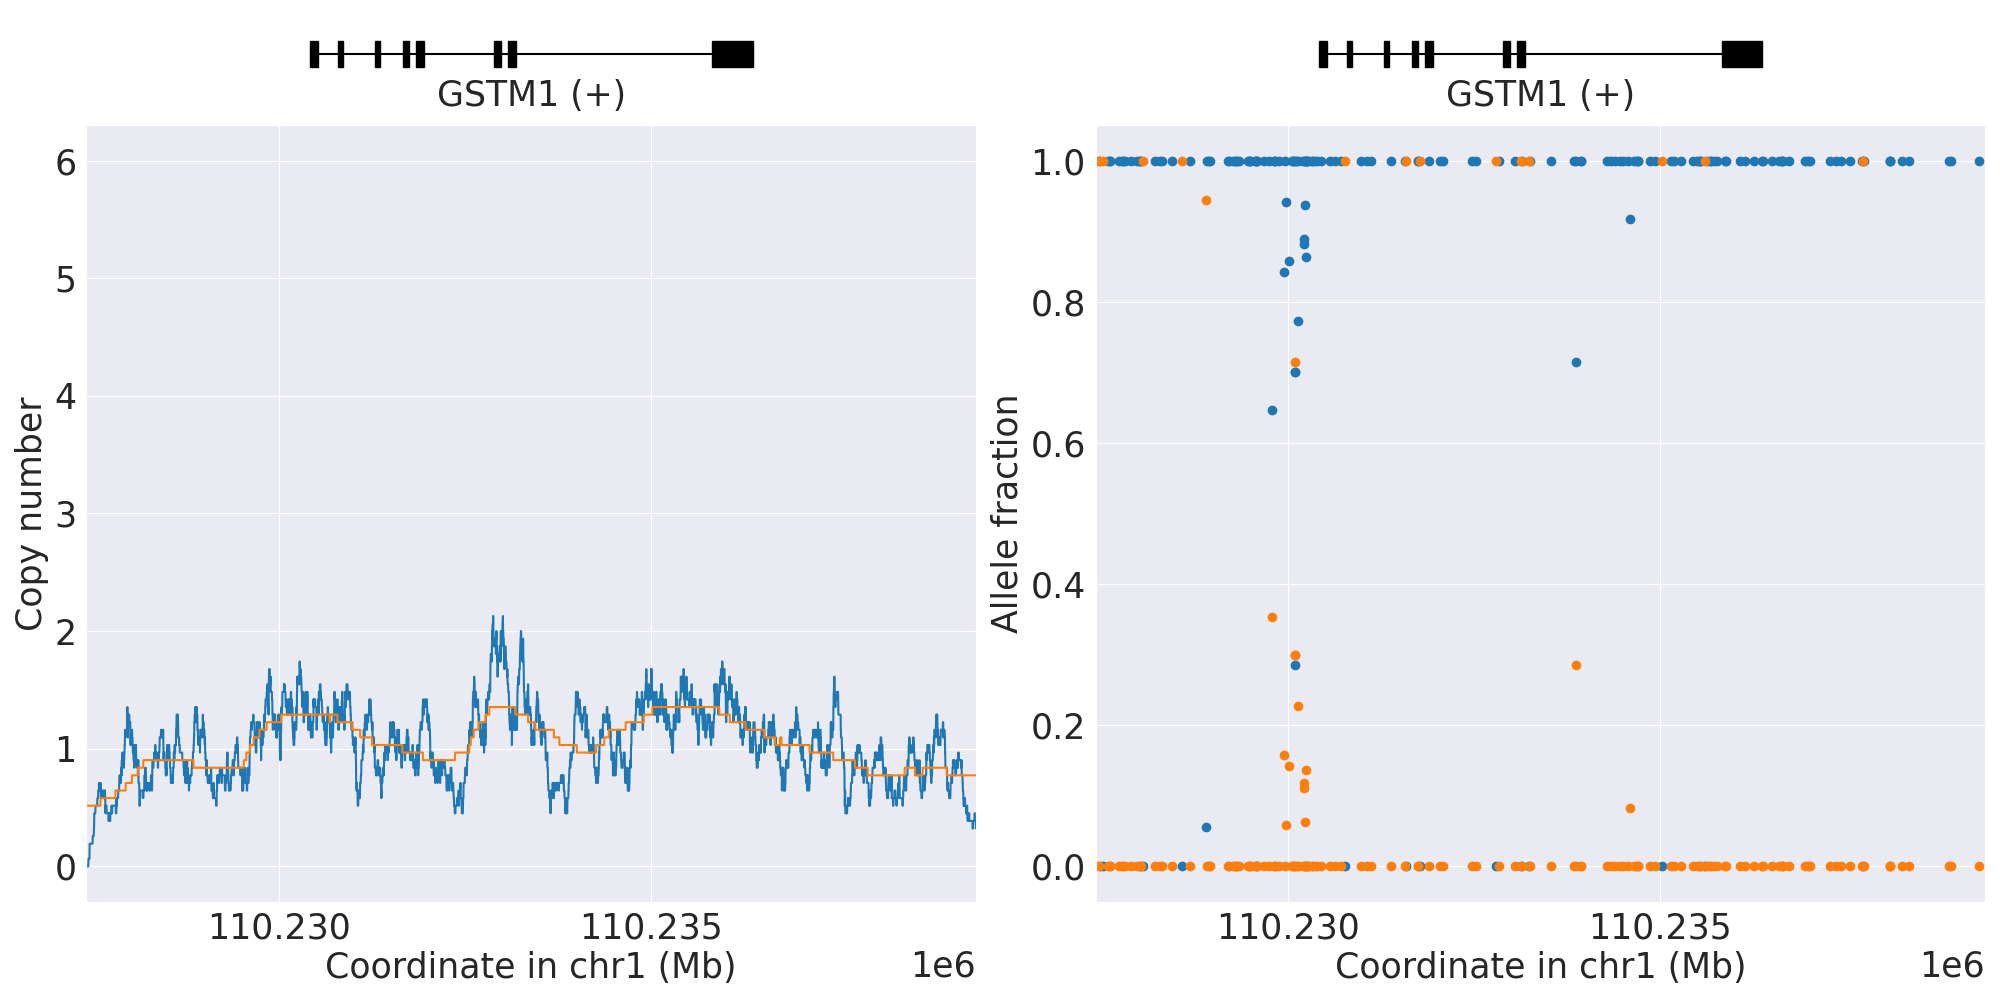 GSTM1 (+)
6
5
4
3
2
1
0
Copy number
110.230
110.235
Coordinate in chr1 (Mb)
1e6
GSTM1 (+)
1.0
0.8
0.6
0.4
0.2
0.0
Allele fraction
110.230
110.235
Coordinate in chr1 (Mb)
1e6